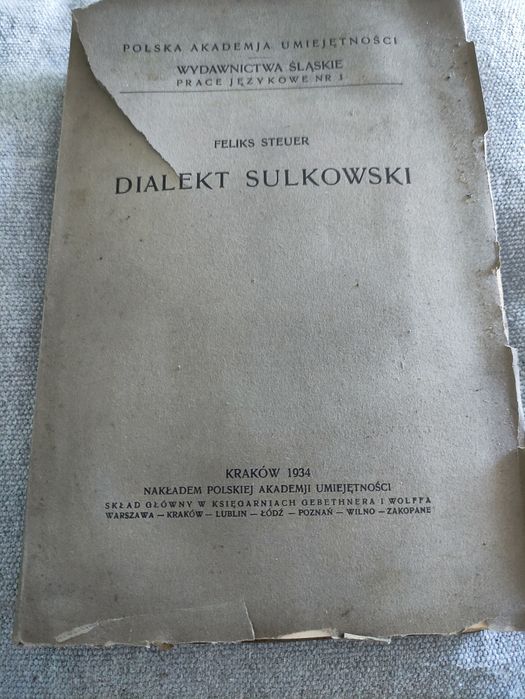 POLSKA AKADEMJA UMIEJĘTNOŚCI
WYDAWNICTWA ŚLĄSKIE
PRACE JĘZYKOWE NR 1
FELIKS STEUER
DIALEKT SULKOWSKI
KRAKÓW 1934
NAKŁADEM POLSKIEJ AKADEMJI UMIEJĘTNOŚCI
SKŁAD GŁÓWNY W KSIĘGARNIACH GEBETHNERA I WOLFFA
WARSZAWA — KRAKÓW — LUBLIN — ŁÓDŹ — POZNAŃ — WILNO — ZAKOPANE